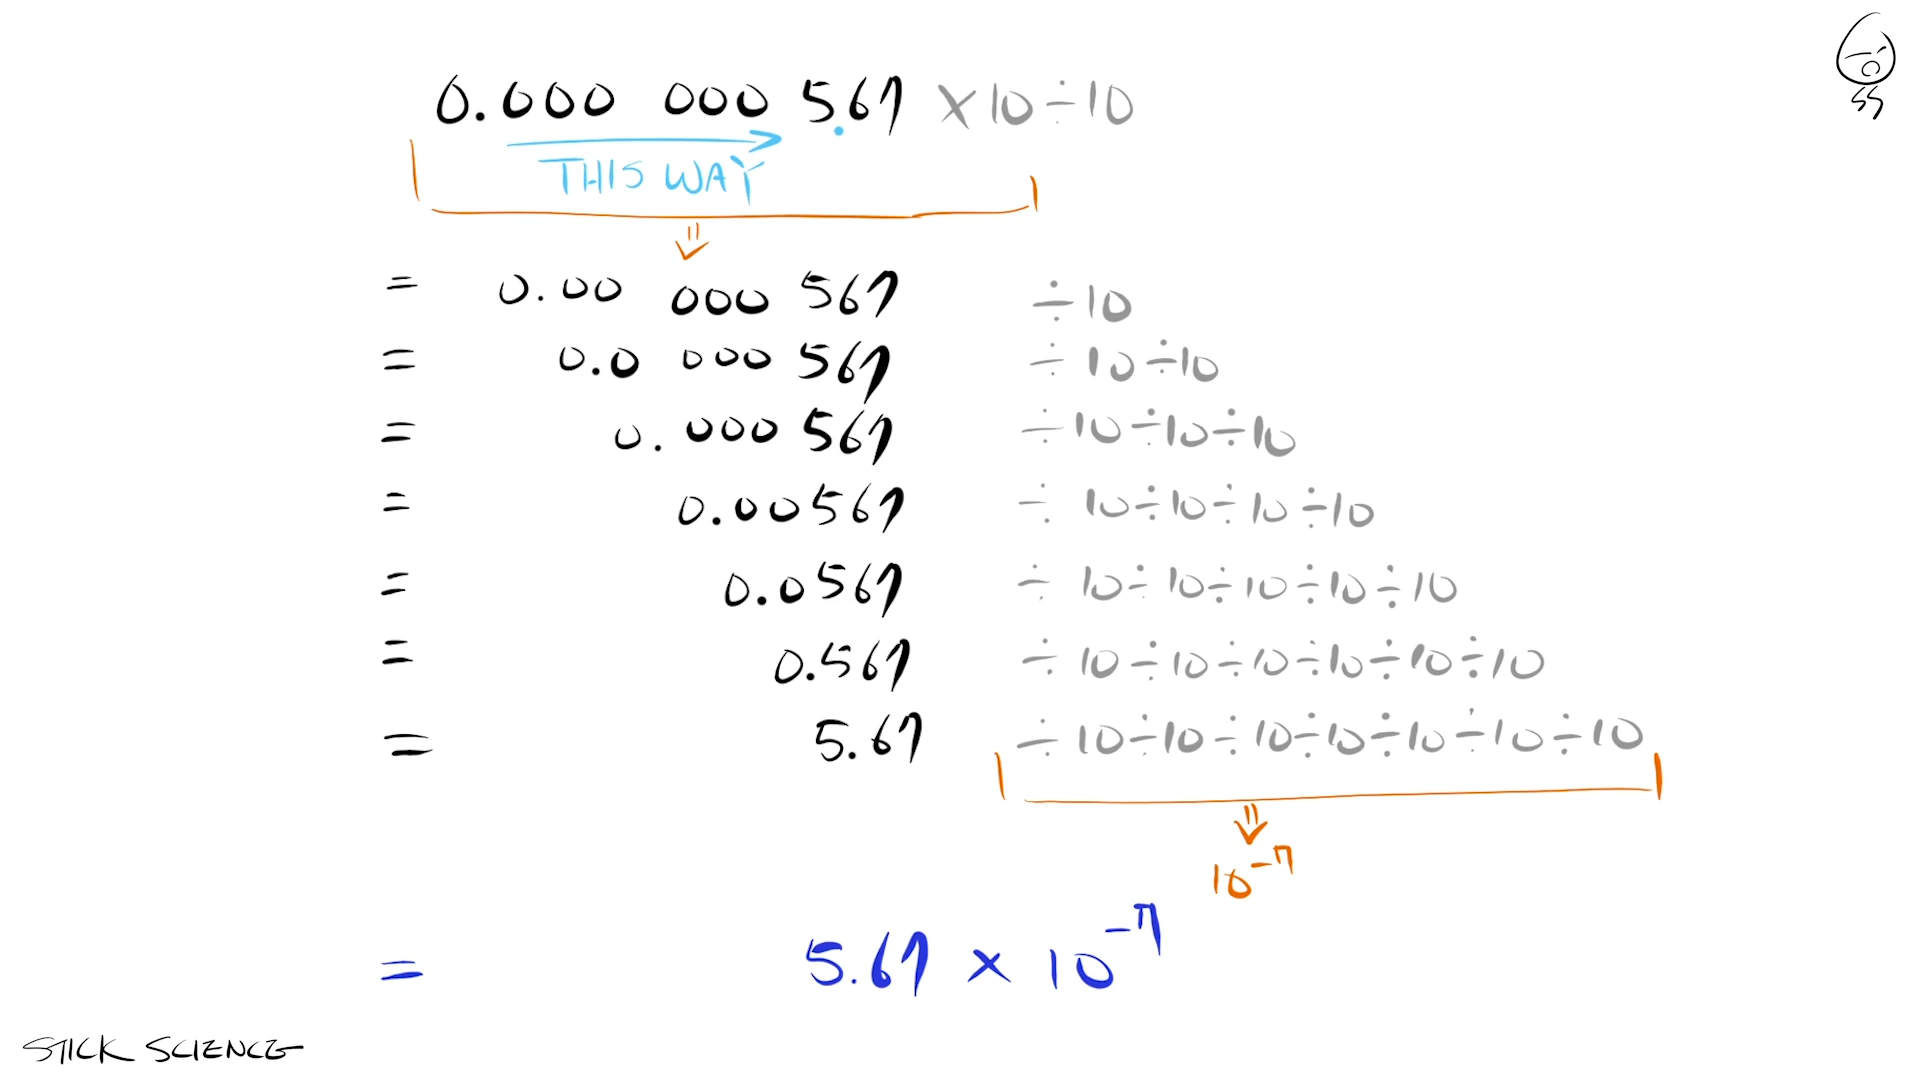 0.000 000 567 × 10 ÷ 10
THIS WAY
SS
= 0.00 000 567 ÷ 10
= 0.0 000 567 ÷ 10 ÷ 10
= 0.000 567 ÷ 10 ÷ 10 ÷ 10
= 0.00567 ÷ 10 ÷ 10 ÷ 10 ÷ 10
= 0.0567 ÷ 10 ÷ 10 ÷ 10 ÷ 10 ÷ 10
= 0.567 ÷ 10 ÷ 10 ÷ 10 ÷ 10 ÷ 10 ÷ 10
= 5.67 ÷ 10 ÷ 10 ÷ 10 ÷ 10 ÷ 10 ÷ 10 ÷ 10
10⁻⁷
= 5.67 × 10⁻⁷
STICK SCIENCE